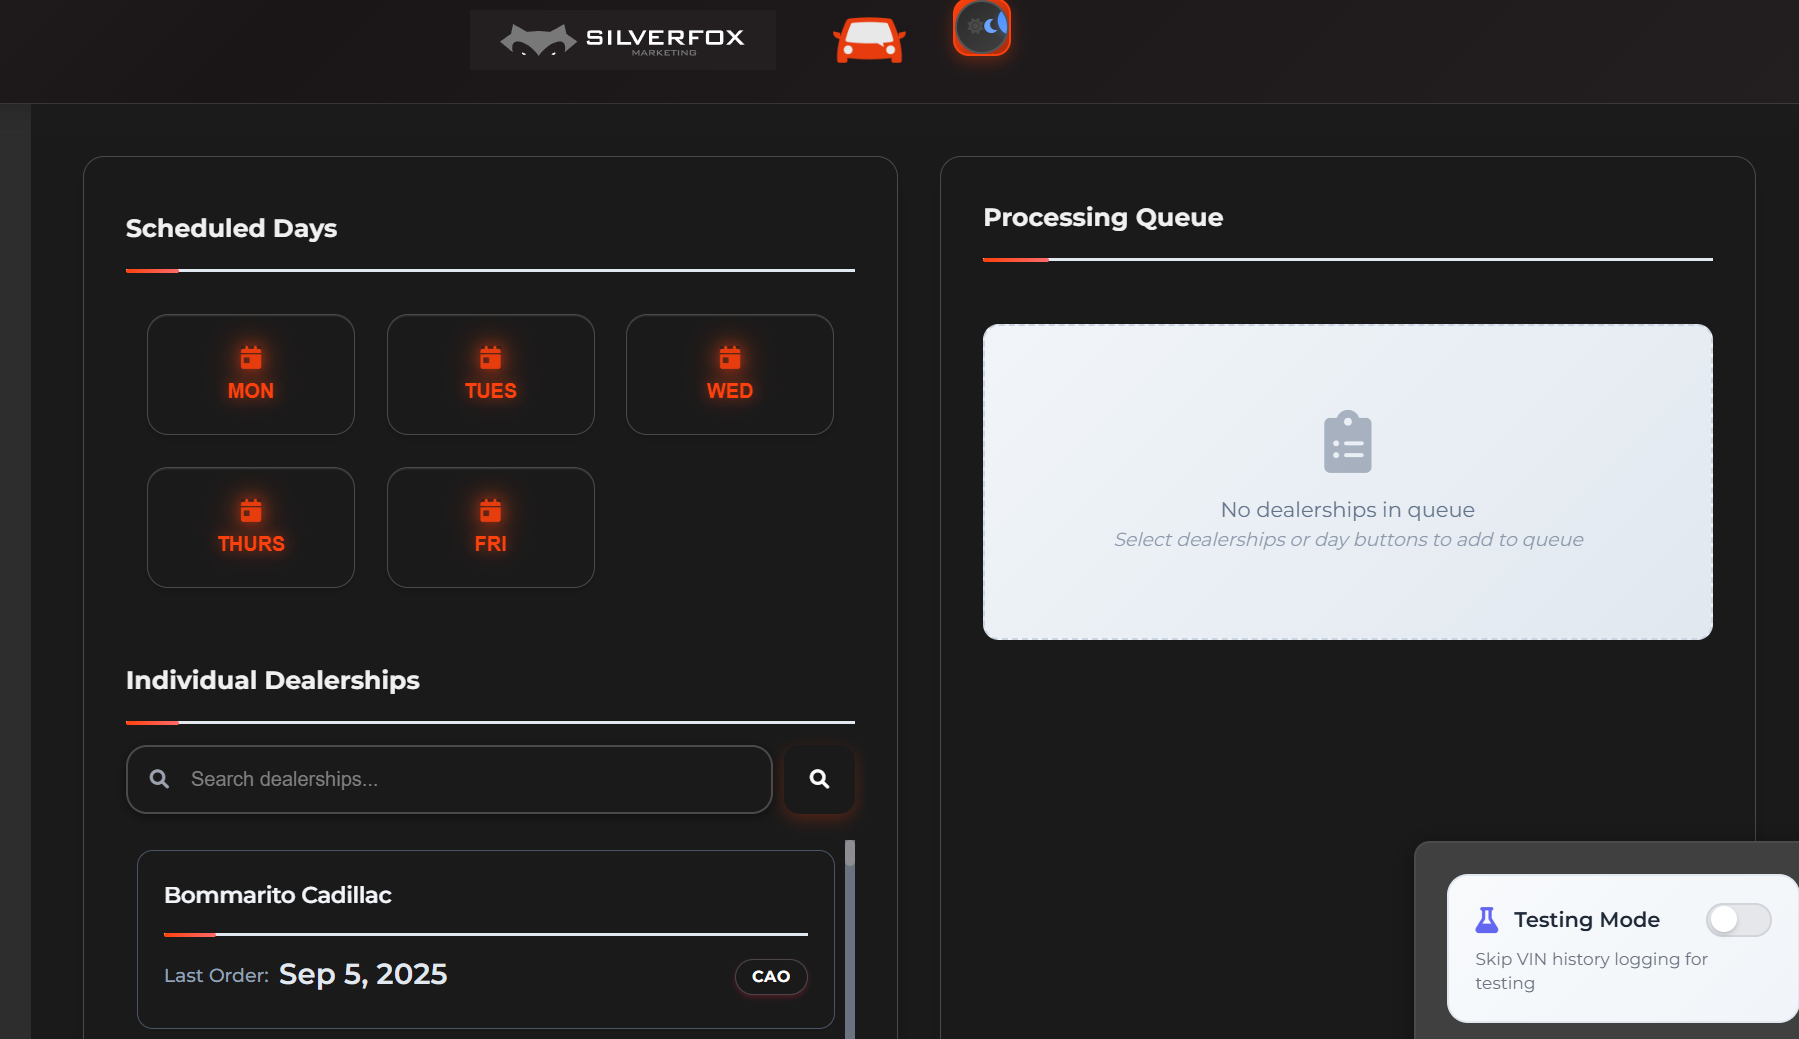 SILVERFOX
MARKETING
Scheduled Days
MON
TUES
WED
THURS
FRI
Individual Dealerships
Search dealerships...
Bommarito Cadillac
Last Order: Sep 5, 2025
CAO
Processing Queue
No dealerships in queue
Select dealerships or day buttons to add to queue
Testing Mode
Skip VIN history logging for
testing